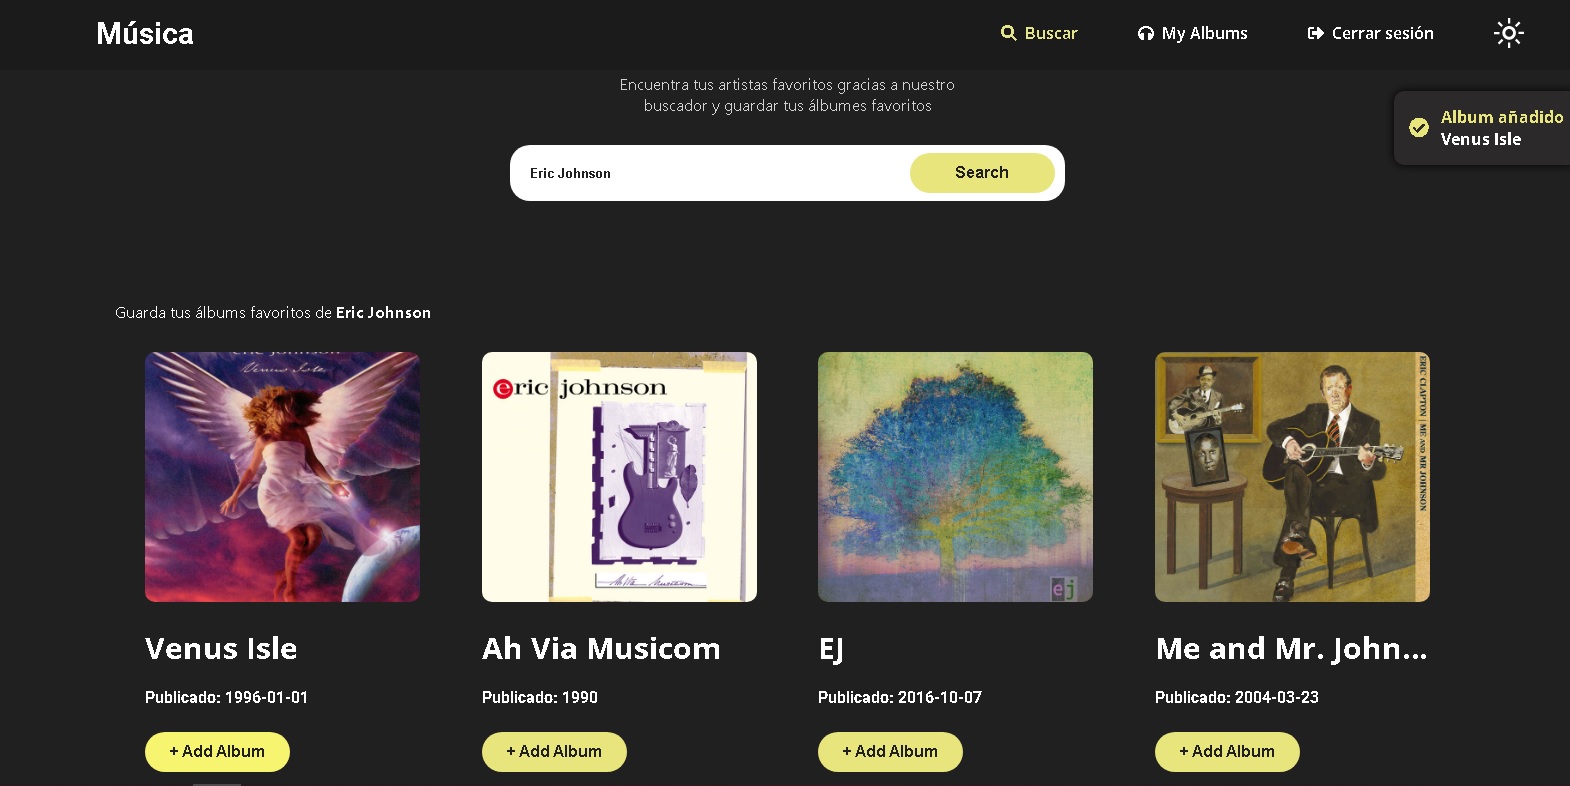 Música
Buscar
My Albums
Cerrar sesión
Encuentra tus artistas favoritos gracias a nuestro
buscador y guardar tus álbumes favoritos
Album añadido
Venus Isle
Eric Johnson
Search
Guarda tus álbums favoritos de Eric Johnson
eric johnson
Venus Isle
eric johnson
Ah Via Musicom
ej
ERIC CLAPTON | ME AND MR JOHNSON
Venus Isle
Ah Via Musicom
EJ
Me and Mr. John...
Publicado: 1996-01-01
Publicado: 1990
Publicado: 2016-10-07
Publicado: 2004-03-23
+ Add Album
+ Add Album
+ Add Album
+ Add Album